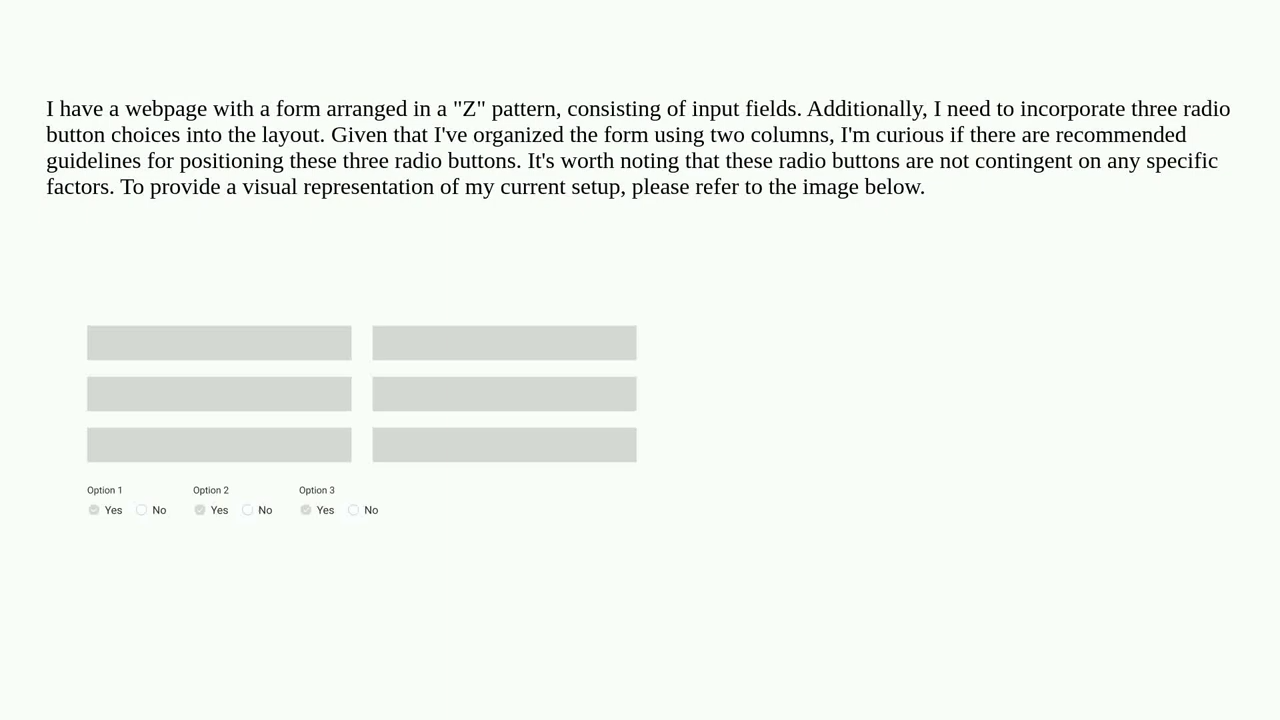 I have a webpage with a form arranged in a "Z" pattern, consisting of input fields. Additionally, I need to incorporate three radio
button choices into the layout. Given that I've organized the form using two columns, I'm curious if there are recommended
guidelines for positioning these three radio buttons. It's worth noting that these radio buttons are not contingent on any specific
factors. To provide a visual representation of my current setup, please refer to the image below.
Option 1 Option 2 Option 3
Yes No Yes No Yes No